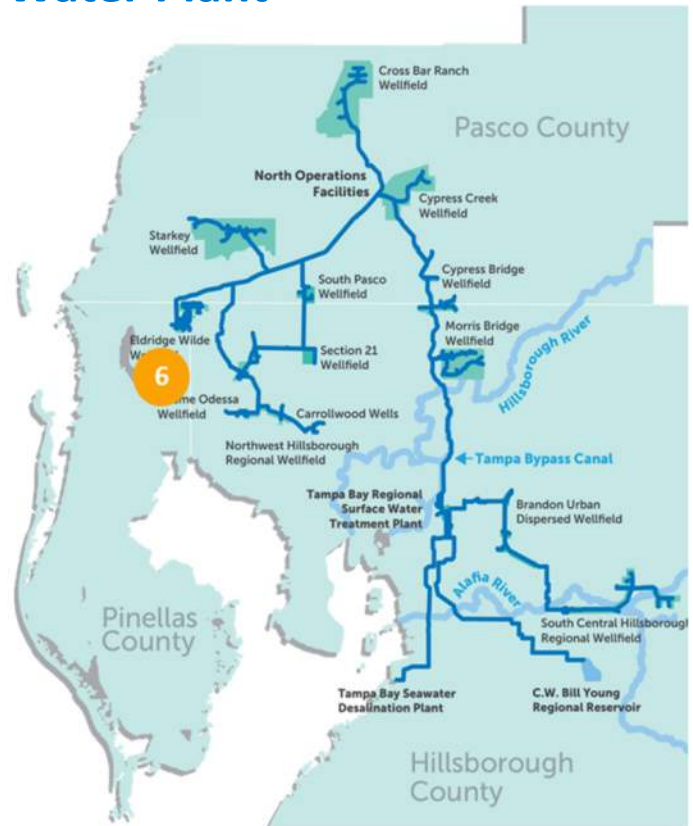 Water Plant
Cross Bar Ranch
Wellfield
Pasco County
North Operations
Facilities
Cypress Creek
Wellfield
Starkey
Wellfield
Cypress Bridge
Wellfield
South Pasco
Wellfield
Eldridge Wilde
Morris Bridge
Wellfield
Hillsborough River
6
Section 21
Wellfield
Odessa
Wellfield
Carrollwood Wells
Northwest Hillsborough
Regional Wellfield
Tampa Bypass Canal
Tampa Bay Regional
Surface Water
Treatment Plant
Brandon Urban
Dispersed Wellfield
Alafia River
Pinellas
County
South Central Hillsborough
Regional Wellfield
Tampa Bay Seawater
Desalination Plant
C.W. Bill Young
Regional Reservoir
Hillsborough
County